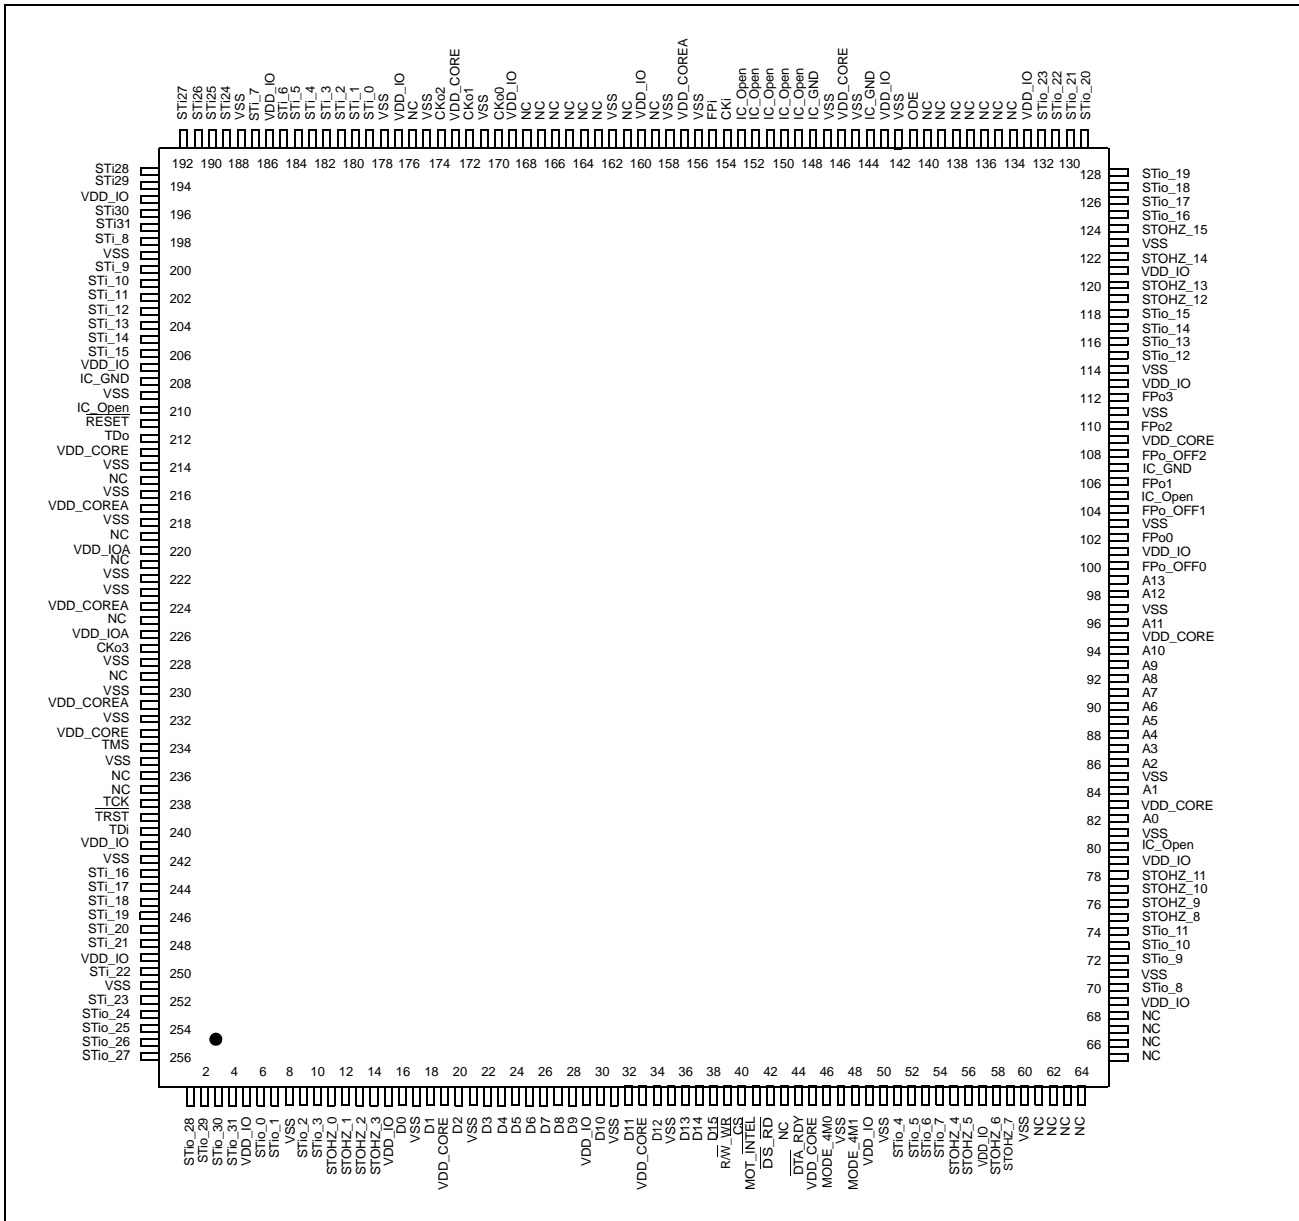 STi27
STi26
STi25
STi24
VSS
STi_7
VDD_IO
STi_6
STi_5
STi_4
STi_3
STi_2
STi_1
STi_0
VSS
VDD_IO
NC
VSS
CKo2
VDD_CORE
CKo1
VSS
CKo0
VDD_IO
NC
NC
NC
NC
NC
NC
VSS
NC
VDD_IO
NC
VSS
VDD_COREA
VSS
FPi
CKi
IC_Open
IC_Open
IC_Open
IC_Open
IC_Open
IC_GND
VSS
VDD_CORE
VSS
IC_GND
VDD_IO
VSS
ODE
NC
NC
NC
NC
NC
NC
NC
VDD_IO
STio_23
STio_22
STio_21
STio_20
192 190 188 186 184 182 180 178 176 174 172 170 168 166 164 162 160 158 156 154 152 150 148 146 144 142 140 138 136 134 132 130
STi28
STi29
194
VDD_IO
STi30
196
STi31
STi_8
198
VSS
STi_9
200
STi_10
STi_11
202
STi_12
STi_13
204
STi_14
STi_15
206
VDD_IO
IC_GND
208
VSS
IC_Open
210
RESET
TDo
212
VDD_CORE
VSS
214
NC
VSS
216
VDD_COREA
VSS
218
NC
VDD_IOA
220
NC
VSS
222
VSS
VDD_COREA
224
NC
VDD_IOA
226
CKo3
VSS
228
NC
VSS
230
VDD_COREA
VSS
232
VDD_CORE
TMS
234
VSS
NC
236
NC
TCK
238
TRST
TDi
240
VDD_IO
VSS
242
STi_16
STi_17
244
STi_18
STi_19
246
STi_20
STi_21
248
VDD_IO
STi_22
250
VSS
STi_23
252
STio_24
STio_25
254
STio_26
STio_27
256
128
STio_19
STio_18
126
STio_17
STio_16
124
STOHZ_15
VSS
122
STOHZ_14
VDD_IO
120
STOHZ_13
STOHZ_12
118
STio_15
STio_14
116
STio_13
STio_12
114
VSS
VDD_IO
112
FPo3
VSS
110
FPo2
VDD_CORE
108
FPo_OFF2
IC_GND
106
FPo1
IC_Open
104
FPo_OFF1
VSS
102
FPo0
VDD_IO
100
FPo_OFF0
A13
98
A12
VSS
96
A11
VDD_CORE
94
A10
A9
92
A8
A7
90
A6
A5
88
A4
A3
86
A2
VSS
84
A1
VDD_CORE
82
A0
VSS
80
IC_Open
VDD_IO
78
STOHZ_11
STOHZ_10
76
STOHZ_9
STOHZ_8
74
STio_11
STio_10
72
STio_9
VSS
70
STio_8
VDD_IO
68
NC
NC
66
NC
NC
2 4 6 8 10 12 14 16 18 20 22 24 26 28 30 32 34 36 38 40 42 44 46 48 50 52 54 56 58 60 62 64
STio_28
STio_29
STio_30
STio_31
VDD_IO
STio_0
STio_1
VSS
STio_2
STio_3
STOHZ_0
STOHZ_1
STOHZ_2
STOHZ_3
VDD_IO
D0
VSS
D1
VDD_CORE
D2
VSS
D3
D4
D5
D6
D7
D8
D9
VDD_IO
D10
VSS
D11
VDD_CORE
D12
VSS
D13
D14
D15
R/W_WR
CS
MOT_INTEL
DS_RD
NC
DTA_RDY
VDD_CORE
MODE_4M0
VSS
MODE_4M1
VDD_IO
VSS
STio_4
STio_5
STio_6
STio_7
STOHZ_4
STOHZ_5
VDD_IO
STOHZ_6
STOHZ_7
VSS
NC
NC
NC
NC